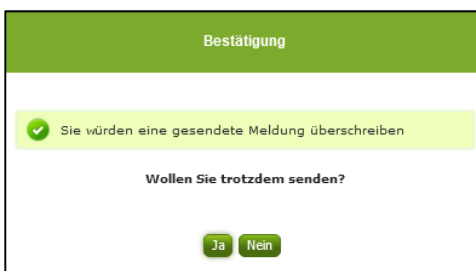 Bestätigung
Sie würden eine gesendete Meldung überschreiben
Wollen Sie trotzdem senden?
Ja Nein